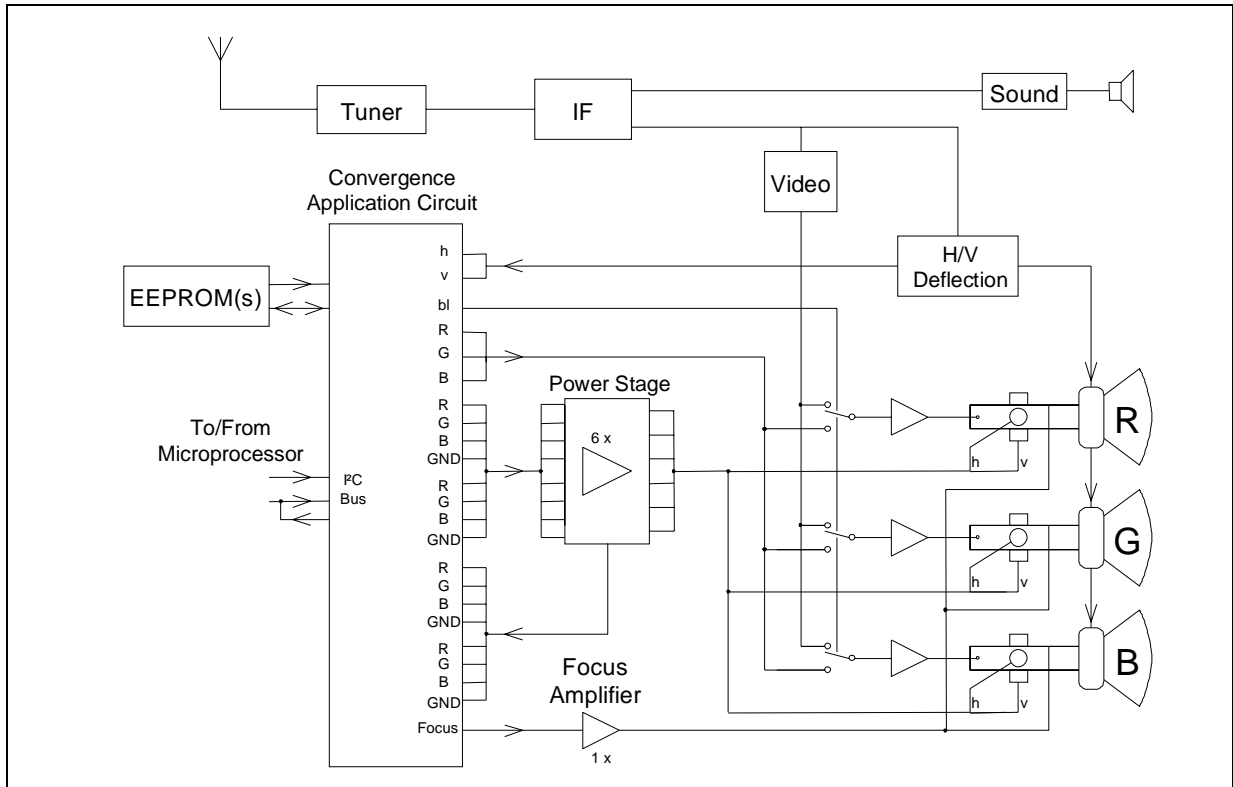 Tuner
IF
Sound
Video
Convergence
Application Circuit
H/V
Deflection
EEPROM(s)
To/From
Microprocessor
I²C
Bus
h
v
bl
R
G
B
R
G
B
GND
R
G
B
GND
R
G
B
GND
R
G
B
GND
Focus
Power Stage
6 x
Focus
Amplifier
1 x
h
v
R
h
v
G
h
v
B